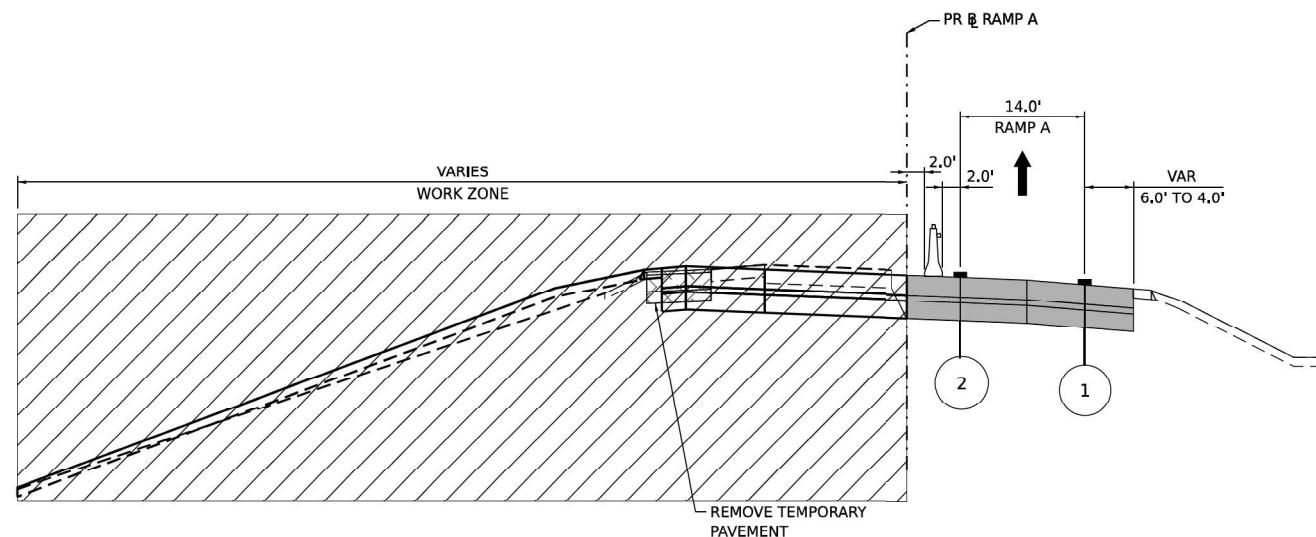 PR ℄ RAMP A
14.0'
RAMP A
2.0'
2.0'
VAR
6.0' TO 4.0'
VARIES
WORK ZONE
2
1
REMOVE TEMPORARY
PAVEMENT